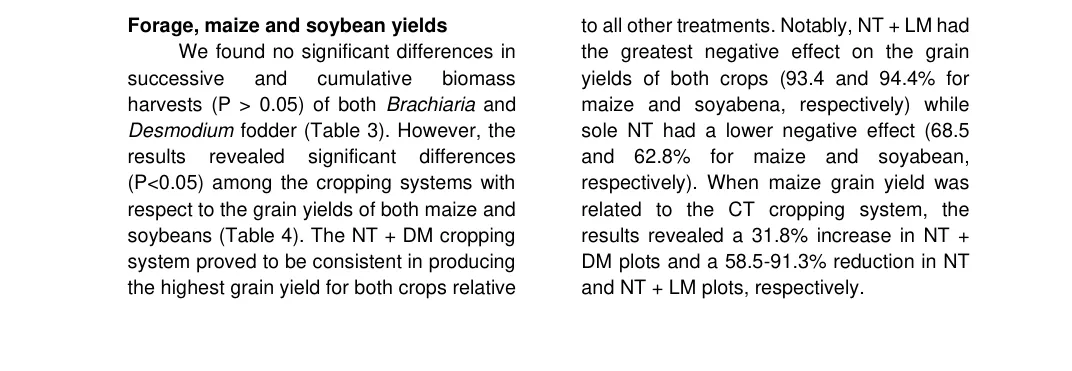 Forage, maize and soybean yields
We found no significant differences in
successive and cumulative biomass
harvests (P > 0.05) of both Brachiaria and
Desmodium fodder (Table 3). However, the
results revealed significant differences
(P<0.05) among the cropping systems with
respect to the grain yields of both maize and
soybeans (Table 4). The NT + DM cropping
system proved to be consistent in producing
the highest grain yield for both crops relative
to all other treatments. Notably, NT + LM had
the greatest negative effect on the grain
yields of both crops (93.4 and 94.4% for
maize and soyabena, respectively) while
sole NT had a lower negative effect (68.5
and 62.8% for maize and soyabean,
respectively). When maize grain yield was
related to the CT cropping system, the
results revealed a 31.8% increase in NT +
DM plots and a 58.5-91.3% reduction in NT
and NT + LM plots, respectively.